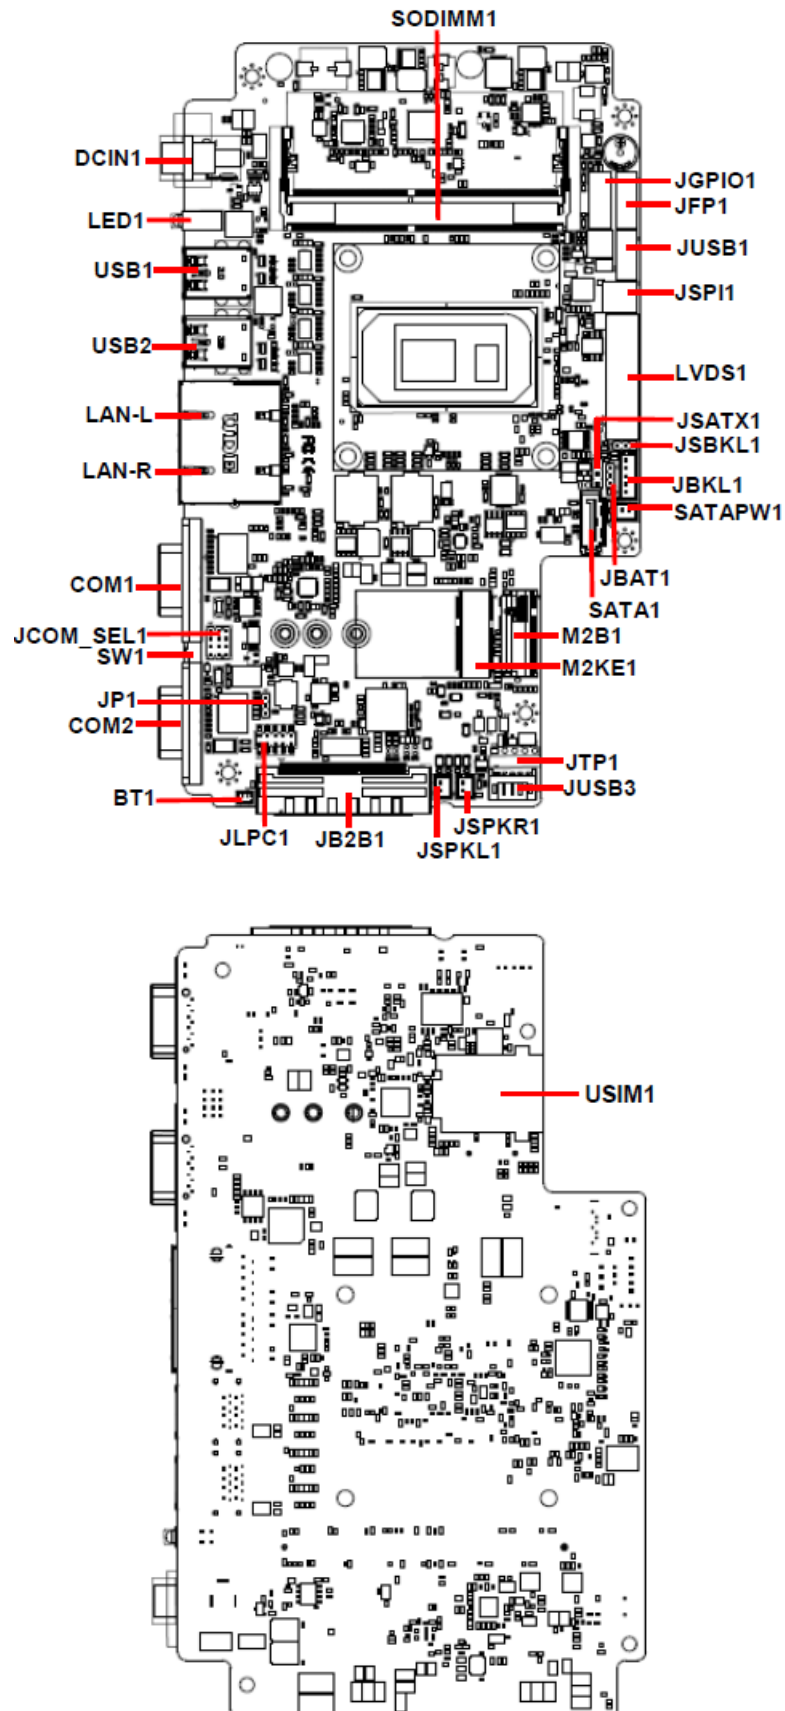 SODIMM1
DCIN1
JGPIO1
JFP1
LED1
JUSB1
USB1
JSPI1
USB2
LVDS1
LAN-L
JSATX1
JSBKL1
LAN-R
JBKL1
SATAPW1
COM1
JBAT1
SATA1
JCOM_SEL1
M2B1
SW1
M2KE1
JP1
COM2
JTP1
JUSB3
BT1
JSPKR1
JLPC1
JB2B1
JSPKL1
USIM1